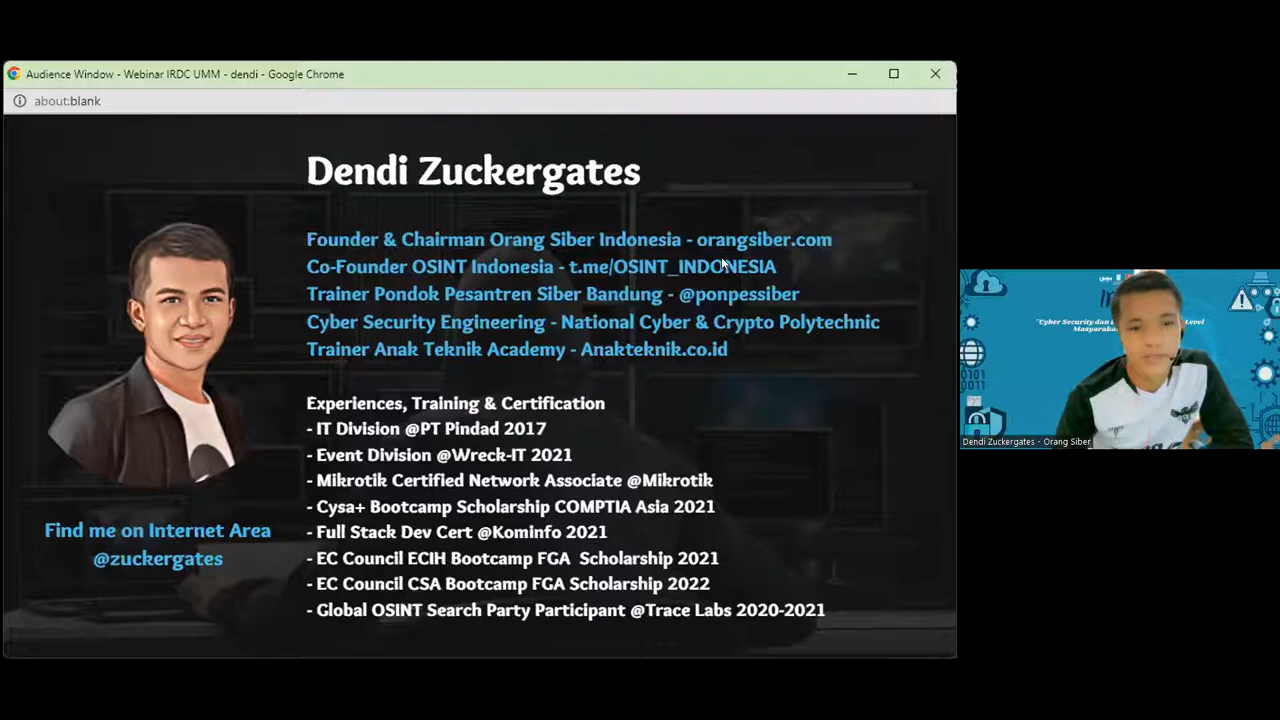 Audience Window - Webinar IRDC UMM - dendi - Google Chrome
about:blank
Dendi Zuckergates
Founder & Chairman Orang Siber Indonesia - orangsiber.com
Co-Founder OSINT Indonesia - t.me/OSINT_INDONESIA
Trainer Pondok Pesantren Siber Bandung - @ponpessiber
Cyber Security Engineering - National Cyber & Crypto Polytechnic
Trainer Anak Teknik Academy - Anakteknik.co.id
Experiences, Training & Certification
- IT Division @PT Pindad 2017
- Event Division @Wreck-IT 2021
- Mikrotik Certified Network Associate @Mikrotik
- Cysa+ Bootcamp Scholarship COMPTIA Asia 2021
- Full Stack Dev Cert @Kominfo 2021
- EC Council ECIH Bootcamp FGA Scholarship 2021
- EC Council CSA Bootcamp FGA Scholarship 2022
- Global OSINT Search Party Participant @Trace Labs 2020-2021
Find me on Internet Area
@zuckergates
UMM
"Cyber Security da
Level
Masyaraka
Dendi Zuckergates - Orang Siber